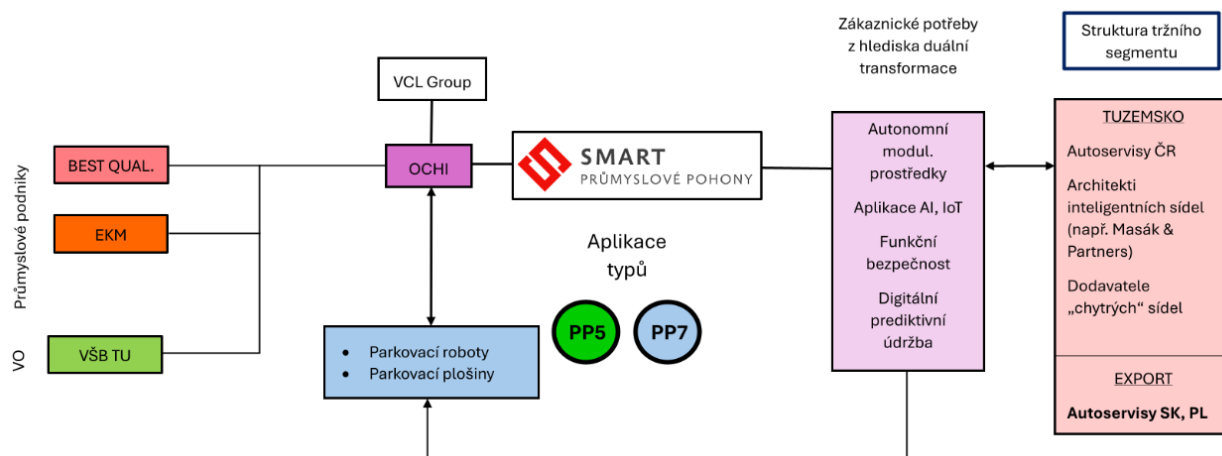 Zákaznické potřeby
z hlediska duální
transformace
Struktura tržního
segmentu
VCL Group
Průmyslové podniky
BEST QUAL.
EKM
VO
VŠB TU
OCHI
SMART
PRŮMYSLOVÉ POHONY
Aplikace
typů
PP5
PP7
• Parkovací roboty
• Parkovací plošiny
Autonomní
modul.
prostředky
Aplikace AI, IoT
Funkční
bezpečnost
Digitální
prediktivní
údržba
TUZEMSKO
Autoservisy ČR
Architekti
inteligentních sídel
(např. Masák &
Partners)
Dodavatele
„chytrých“ sídel
EXPORT
Autoservisy SK, PL